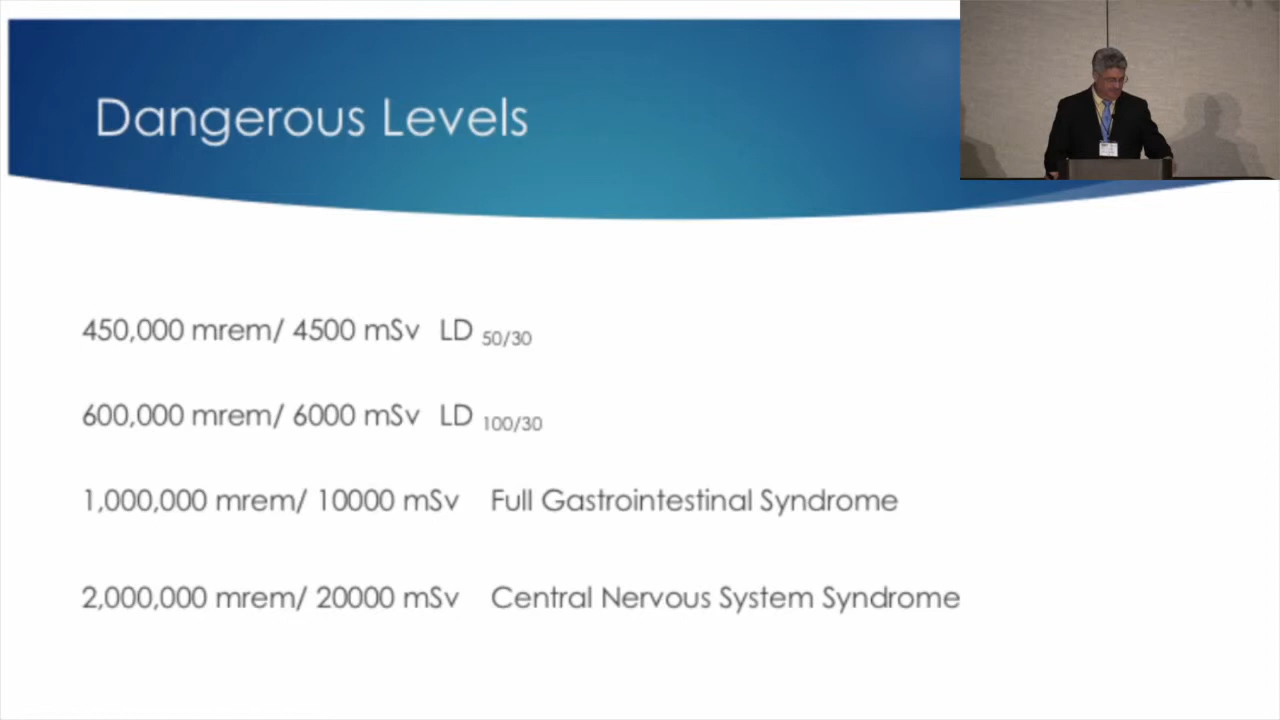 Dangerous Levels
450,000 mrem/ 4500 mSv LD 50/30
600,000 mrem/ 6000 mSv LD 100/30
1,000,000 mrem/ 10000 mSv Full Gastrointestinal Syndrome
2,000,000 mrem/ 20000 mSv Central Nervous System Syndrome